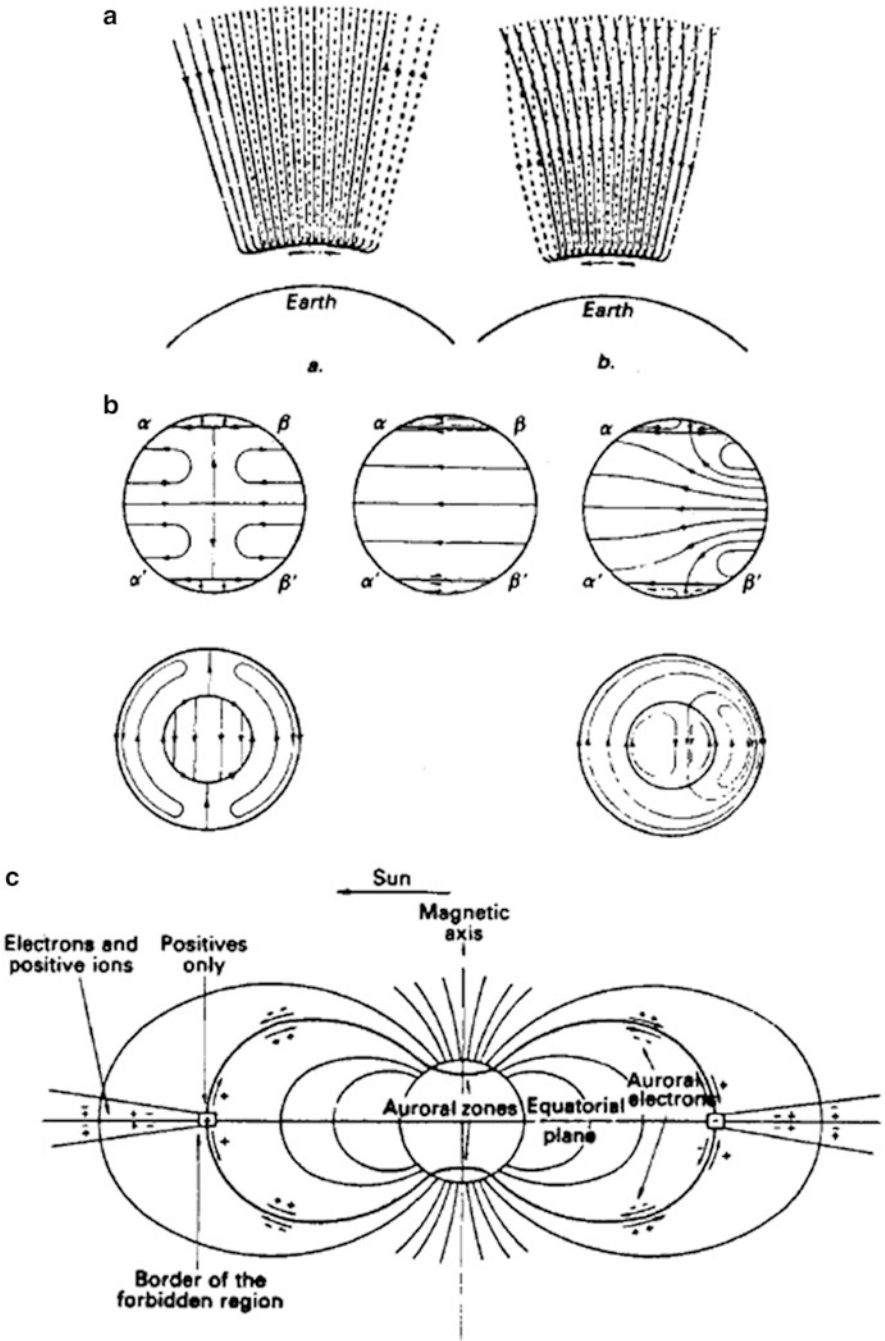 a
Earth
Earth
a.
b.
b
α
β
α
β
α
β
α'
β'
α'
β'
α'
β'
c
Sun
Magnetic
axis
Electrons and
positive ions
Positives
only
Auroral zones
Equatorial
plane
Auroral
electrons
Border of the
forbidden region